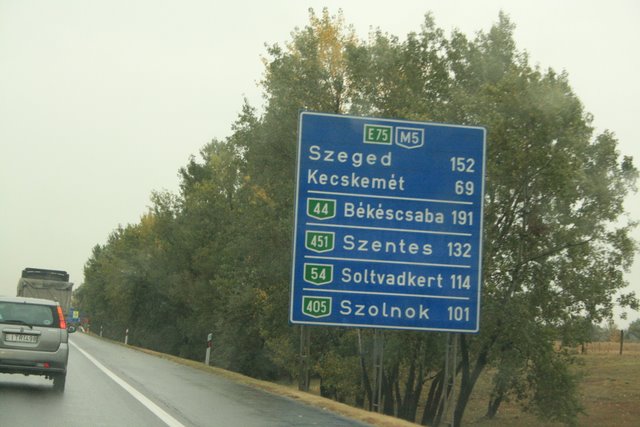 E75 M5
Szeged 152
Kecskemét 69
44 Békéscsaba 191
451 Szentes 132
54 Soltvadkert 114
405 Szolnok 101